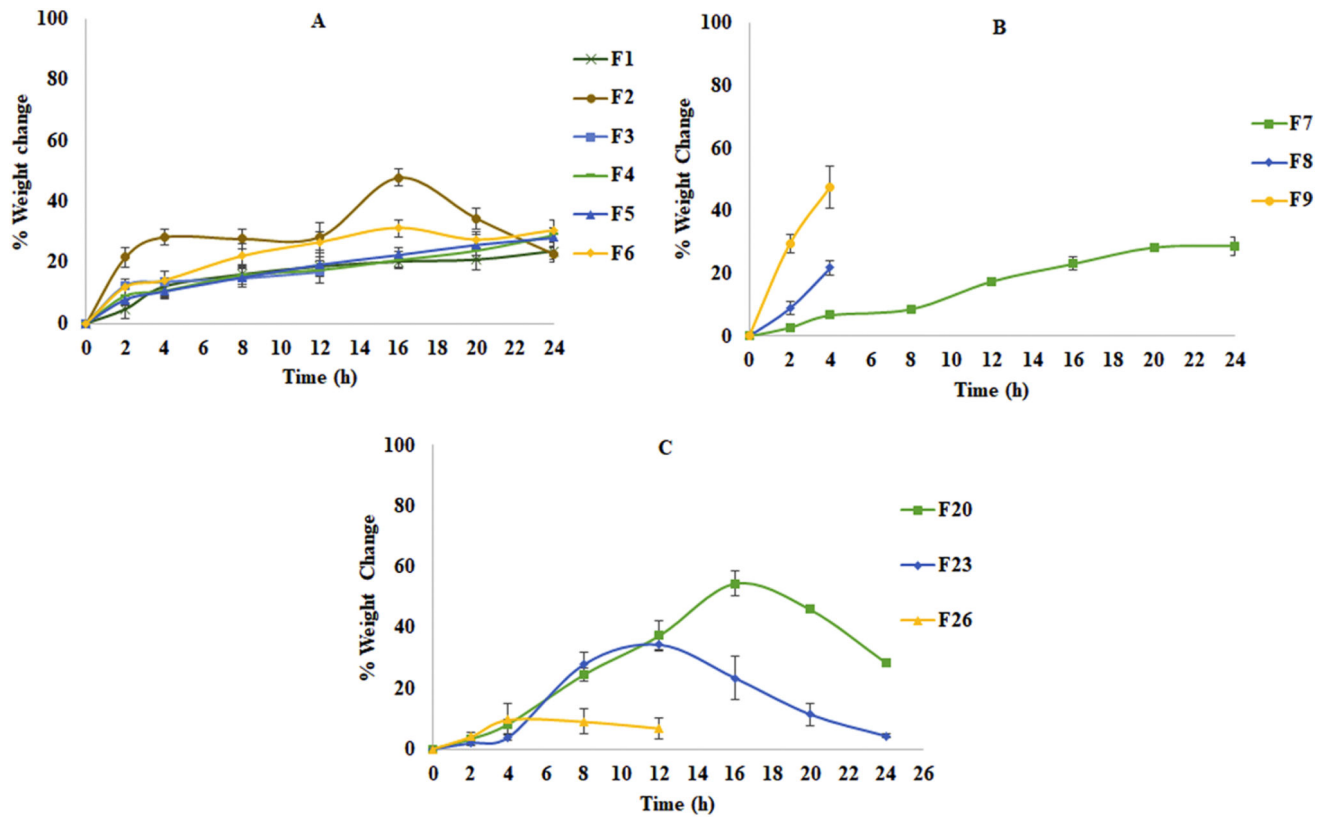 A
% Weight change
100
80
60
40
20
0
0 2 4 6 8 10 12 14 16 18 20 22 24
Time (h)
F1
F2
F3
F4
F5
F6
B
% Weight Change
100
80
60
40
20
0
0 2 4 6 8 10 12 14 16 18 20 22 24
Time (h)
F7
F8
F9
C
% Weight Change
100
80
60
40
20
0
0 2 4 6 8 10 12 14 16 18 20 22 24 26
Time (h)
F20
F23
F26